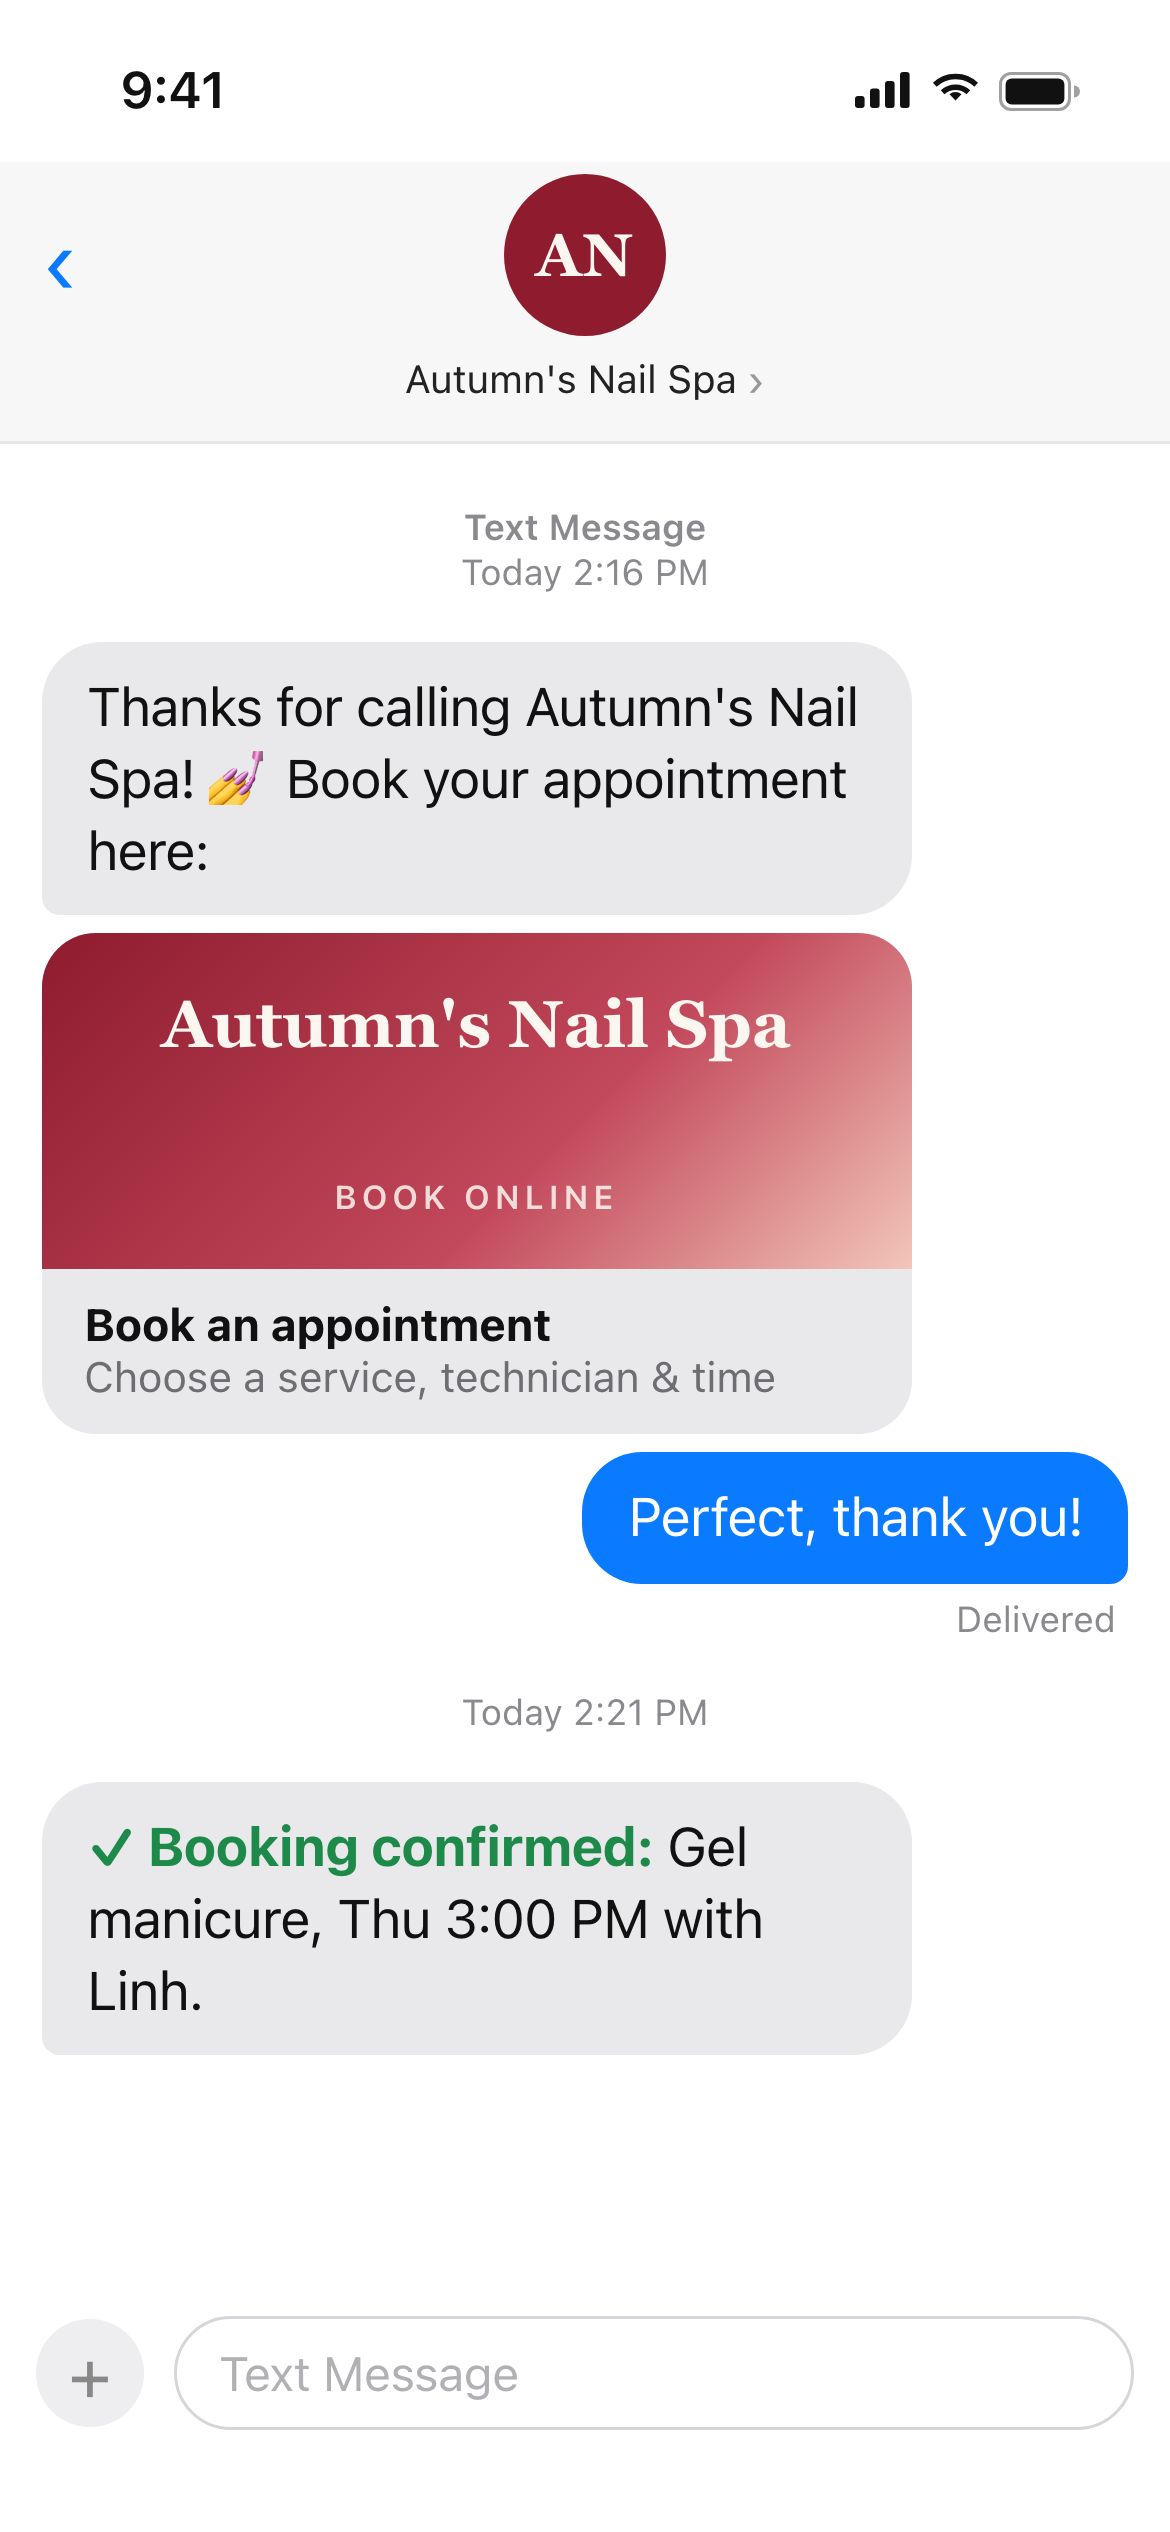 9:41
‹
AN
Autumn's Nail Spa ›
Text Message
Today 2:16 PM
Thanks for calling Autumn's Nail
Spa! 💅 Book your appointment
here:
Autumn's Nail Spa
BOOK ONLINE
Book an appointment
Choose a service, technician & time
Perfect, thank you!
Delivered
Today 2:21 PM
✓ Booking confirmed: Gel
manicure, Thu 3:00 PM with
Linh.
+
Text Message